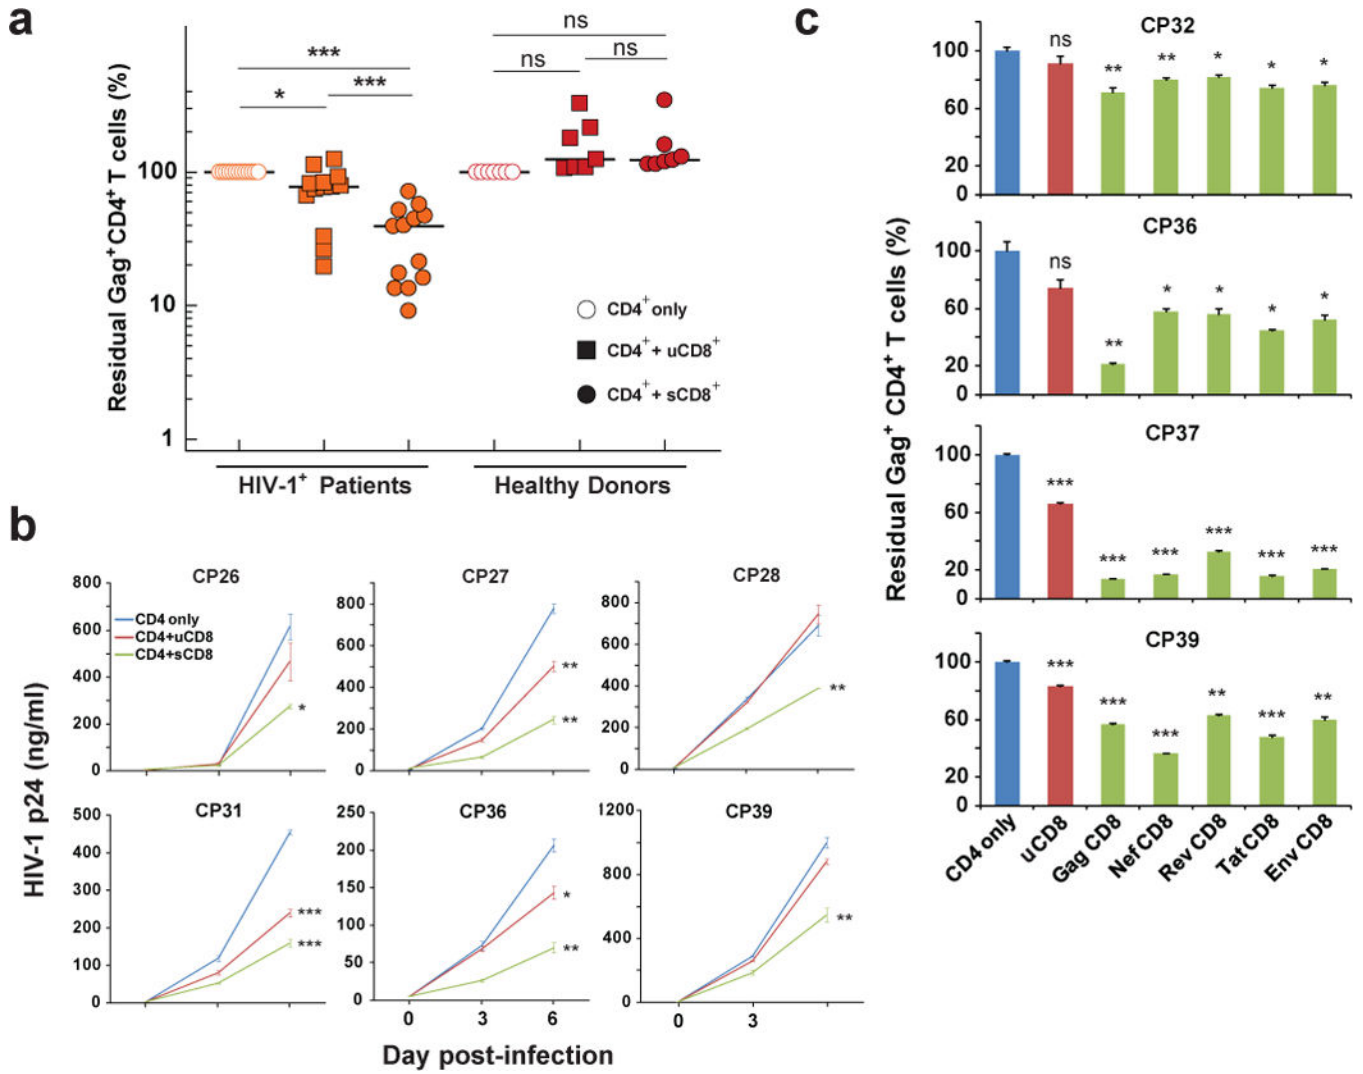 a
Residual Gag+CD4+ T cells (%)
100
10
1
***
*
***
ns
ns
ns
CD4+ only
CD4+ + uCD8+
CD4+ + sCD8+
HIV-1+ Patients
Healthy Donors
b
HIV-1 p24 (ng/ml)
CP26
800
600
400
200
0
CD4 only
CD4+uCD8
CD4+sCD8
*
CP27
800
600
400
200
0
**
**
CP28
800
600
400
200
0
**
CP31
500
400
300
200
100
0
***
***
CP36
250
200
150
100
50
0
*
**
0
3
6
CP39
1200
800
400
0
**
0
3
Day post-infection
c
Residual Gag+ CD4+ T cells (%)
CP32
100
60
20
0
ns
**
**
*
*
*
CP36
100
60
20
0
ns
**
*
*
*
*
CP37
100
60
20
0
***
***
***
***
***
***
CP39
100
60
20
0
***
***
***
**
***
**
CD4 only
uCD8
Gag CD8
Nef CD8
Rev CD8
Tat CD8
Env CD8